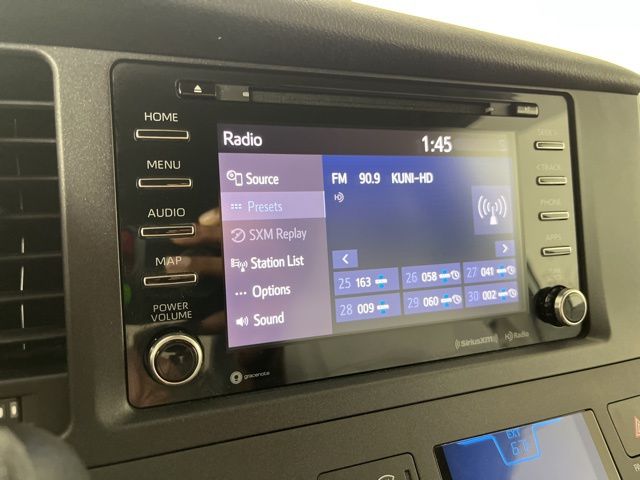 HOME
MENU
AUDIO
MAP
POWER
VOLUME
gracenote
Radio 1:45
Source
Presets
SXM Replay
Station List
Options
Sound
FM 90.9 KUNI-HD
25 163
26 058
27 041
28 009
29 060
30 002
SEEK >
< TRACK
PHONE
APPS
SiriusXM HD Radio
EXT